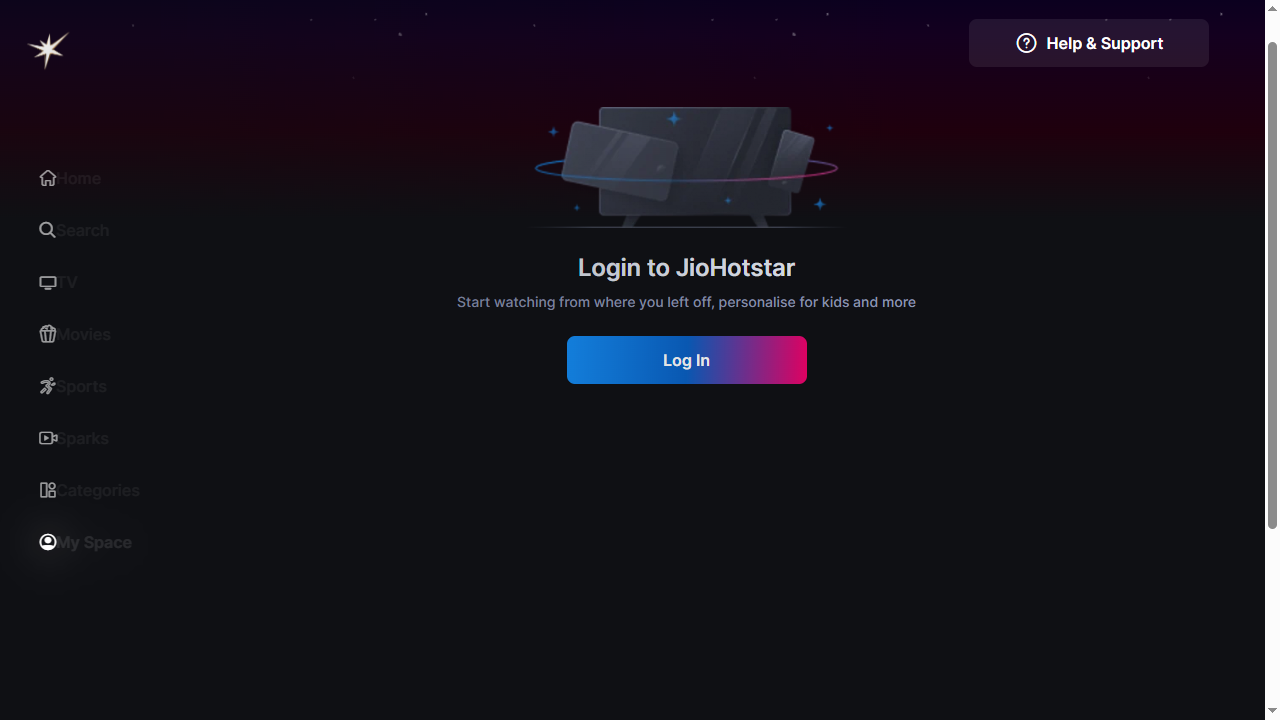 Help & Support
Home
Search
TV
Movies
Sports
Sparks
Categories
My Space
Login to JioHotstar
Start watching from where you left off, personalise for kids and more
Log In